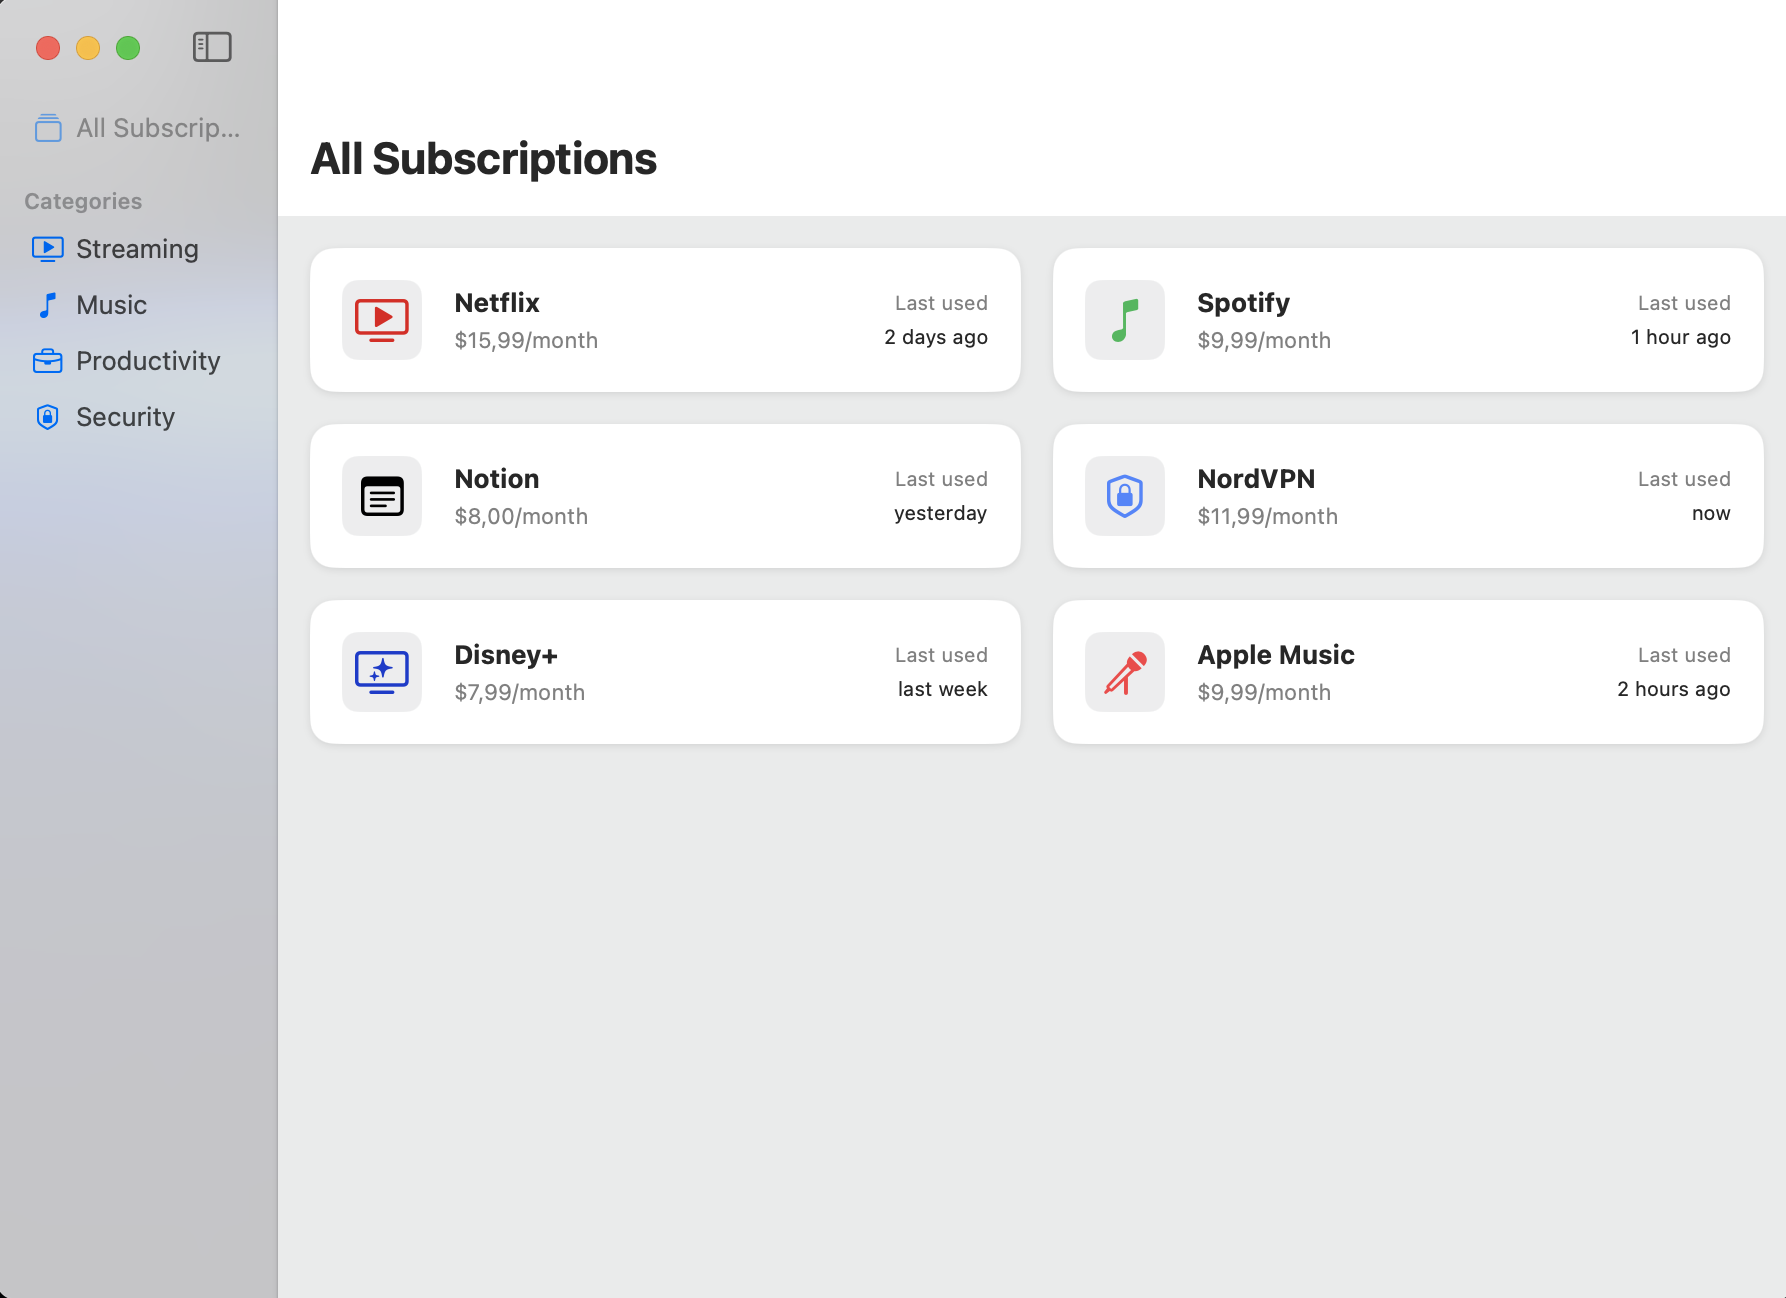 All Subscrip...
Categories
Streaming
Music
Productivity
Security
All Subscriptions
Netflix
$15,99/month
Last used
2 days ago
Spotify
$9,99/month
Last used
1 hour ago
Notion
$8,00/month
Last used
yesterday
NordVPN
$11,99/month
Last used
now
Disney+
$7,99/month
Last used
last week
Apple Music
$9,99/month
Last used
2 hours ago